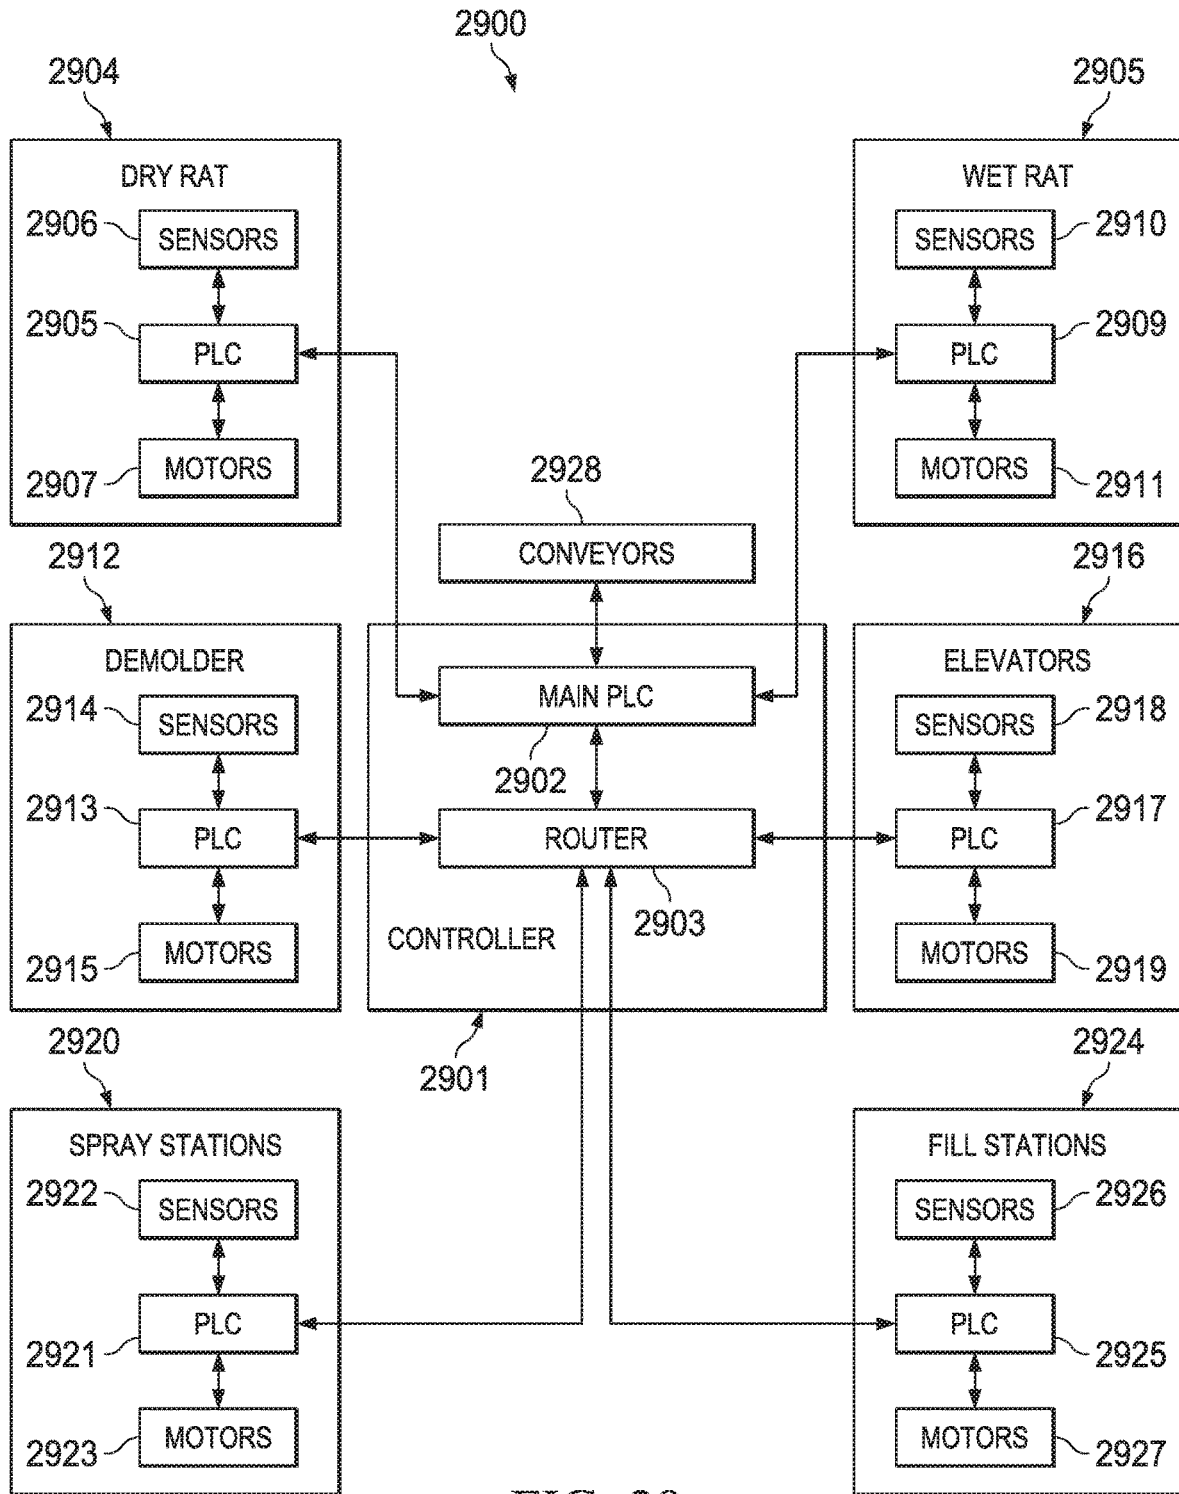 2900
2904
2905
DRY RAT
WET RAT
2906
SENSORS
SENSORS
2910
2905
PLC
PLC
2909
2907
MOTORS
MOTORS
2911
2928
CONVEYORS
2912
2916
DEMOLDER
ELEVATORS
2914
SENSORS
MAIN PLC
SENSORS
2918
2902
2913
PLC
ROUTER
PLC
2917
2903
CONTROLLER
2915
MOTORS
MOTORS
2919
2901
2920
2924
SPRAY STATIONS
FILL STATIONS
2922
SENSORS
SENSORS
2926
2921
PLC
PLC
2925
2923
MOTORS
MOTORS
2927